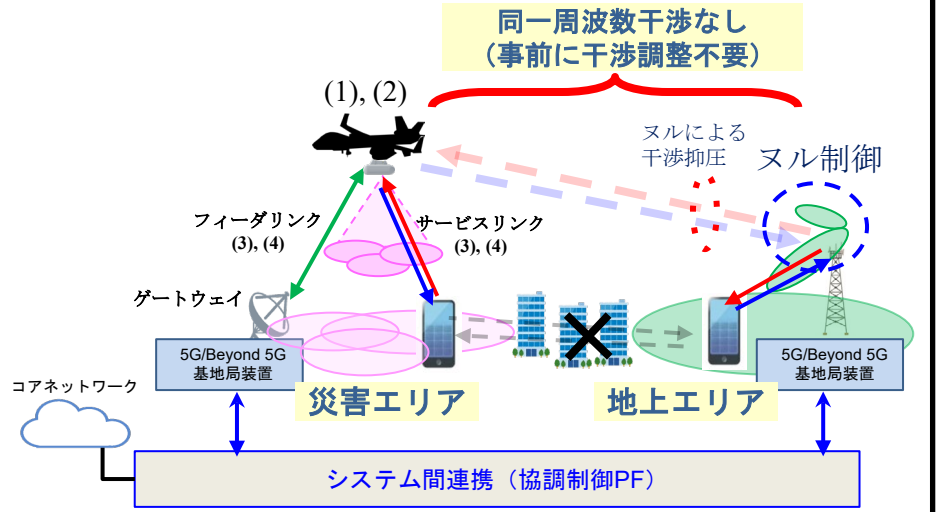 同一周波数干渉なし
（事前に干渉調整不要）
(1), (2)
ヌルによる
干渉抑圧
ヌル制御
フィーダリンク
(3), (4)
サービスリンク
(3), (4)
ゲートウェイ
5G/Beyond 5G
基地局装置
5G/Beyond 5G
基地局装置
コアネットワーク
災害エリア
地上エリア
システム間連携（協調制御PF）